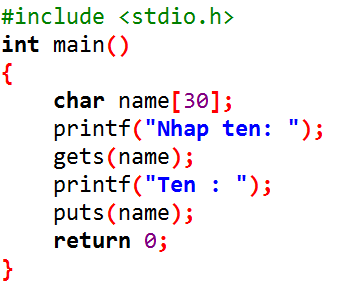 #include <stdio.h>
int main()
{
    char name[30];
    printf("Nhap ten: ");
    gets(name);
    printf("Ten : ");
    puts(name);
    return 0;
}